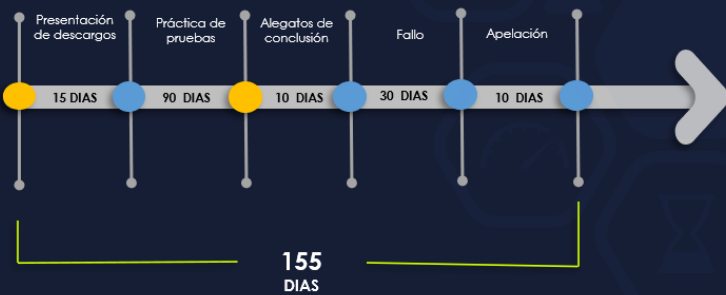 Presentación
de descargos
Práctica de
pruebas
Alegatos de
conclusión
Fallo
Apelación
15 DIAS
90 DIAS
10 DIAS
30 DIAS
10 DIAS
155
DIAS